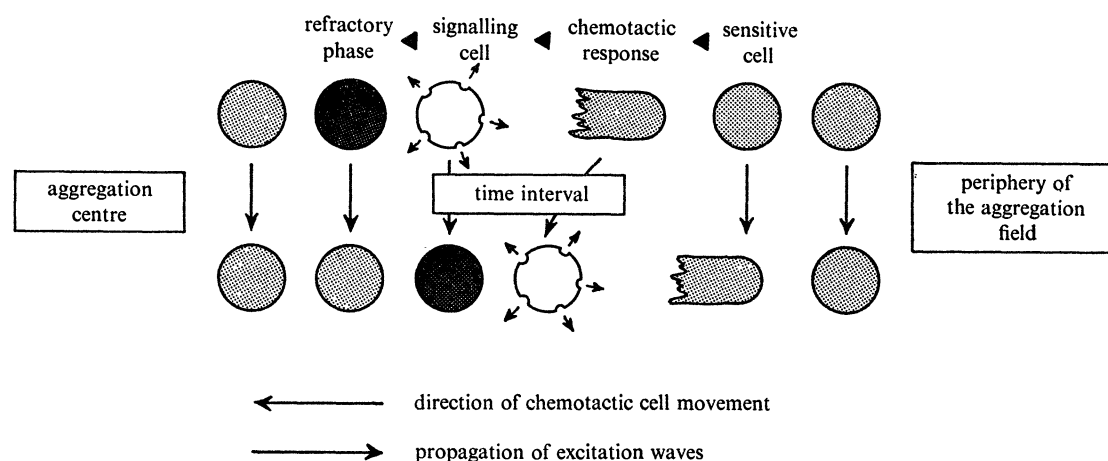 refractory
phase
signalling
cell
chemotactic
response
sensitive
cell
aggregation
centre
time interval
periphery of
the aggregation
field
direction of chemotactic cell movement
propagation of excitation waves